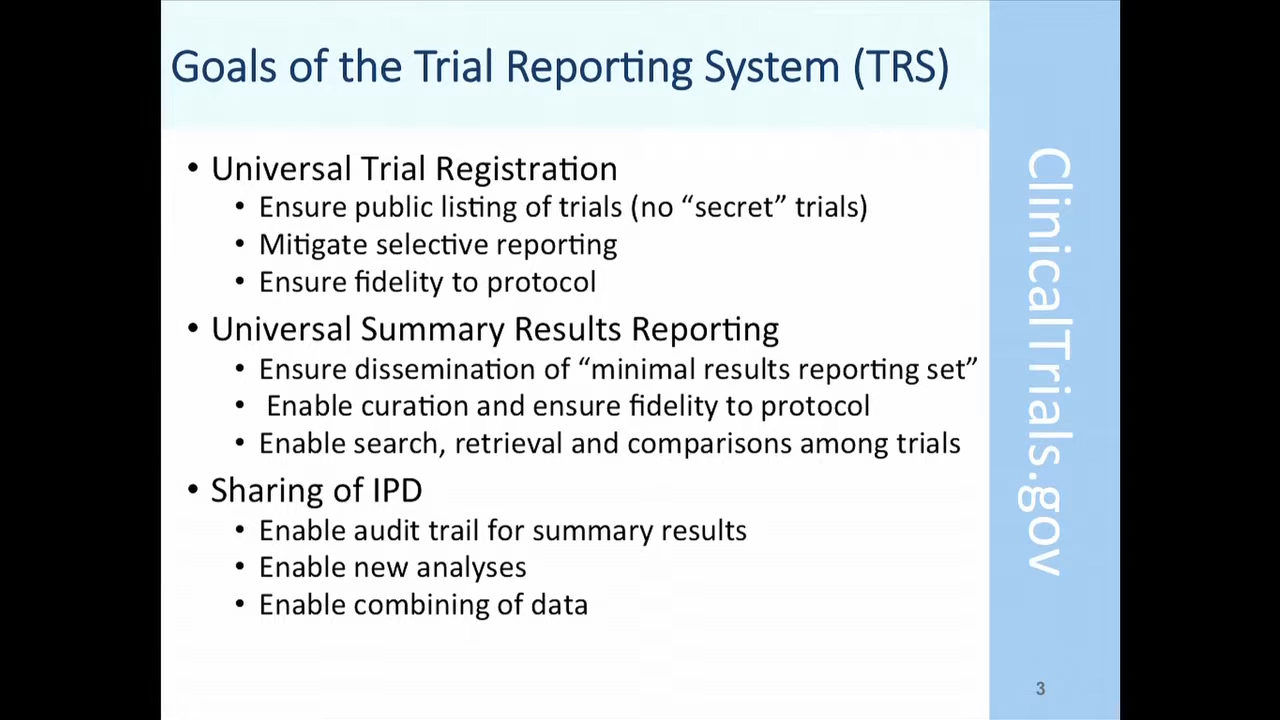 Goals of the Trial Reporting System (TRS)
• Universal Trial Registration
• Ensure public listing of trials (no “secret” trials)
• Mitigate selective reporting
• Ensure fidelity to protocol
• Universal Summary Results Reporting
• Ensure dissemination of “minimal results reporting set”
• Enable curation and ensure fidelity to protocol
• Enable search, retrieval and comparisons among trials
• Sharing of IPD
• Enable audit trail for summary results
• Enable new analyses
• Enable combining of data
ClinicalTrials.gov
3